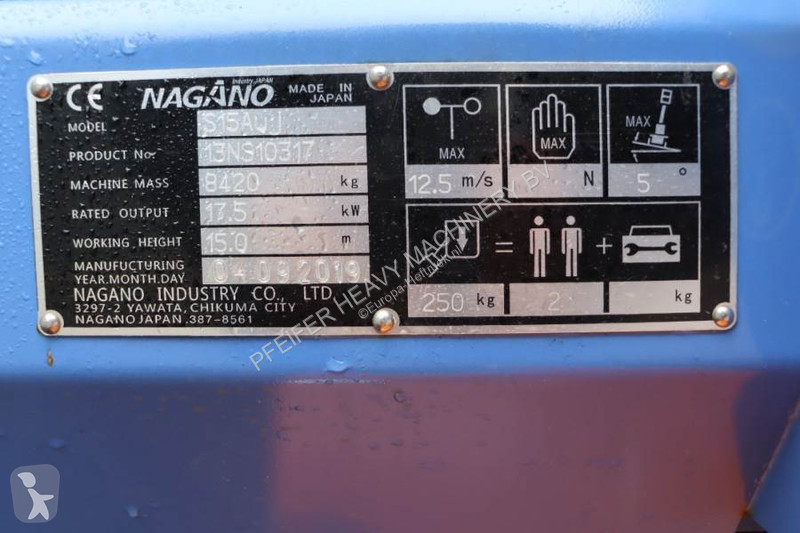 CE NAGANO Industry, JAPAN MADE IN JAPAN
MODEL S15AUJ
PRODUCT No. 13NS10317
MACHINE MASS 8420 kg
RATED OUTPUT 17.5 kW
WORKING HEIGHT 15.0 m
MANUFACTURING YEAR.MONTH.DAY 04 09 2019
NAGANO INDUSTRY CO., LTD.
3297-2 YAWATA, CHIKUMA CITY
NAGANO JAPAN .387-8561
MAX MAX MAX
12.5 m/s N 5 °
= +
250 kg 2 kg
PFEIFER HEAVY MACHINERY BV